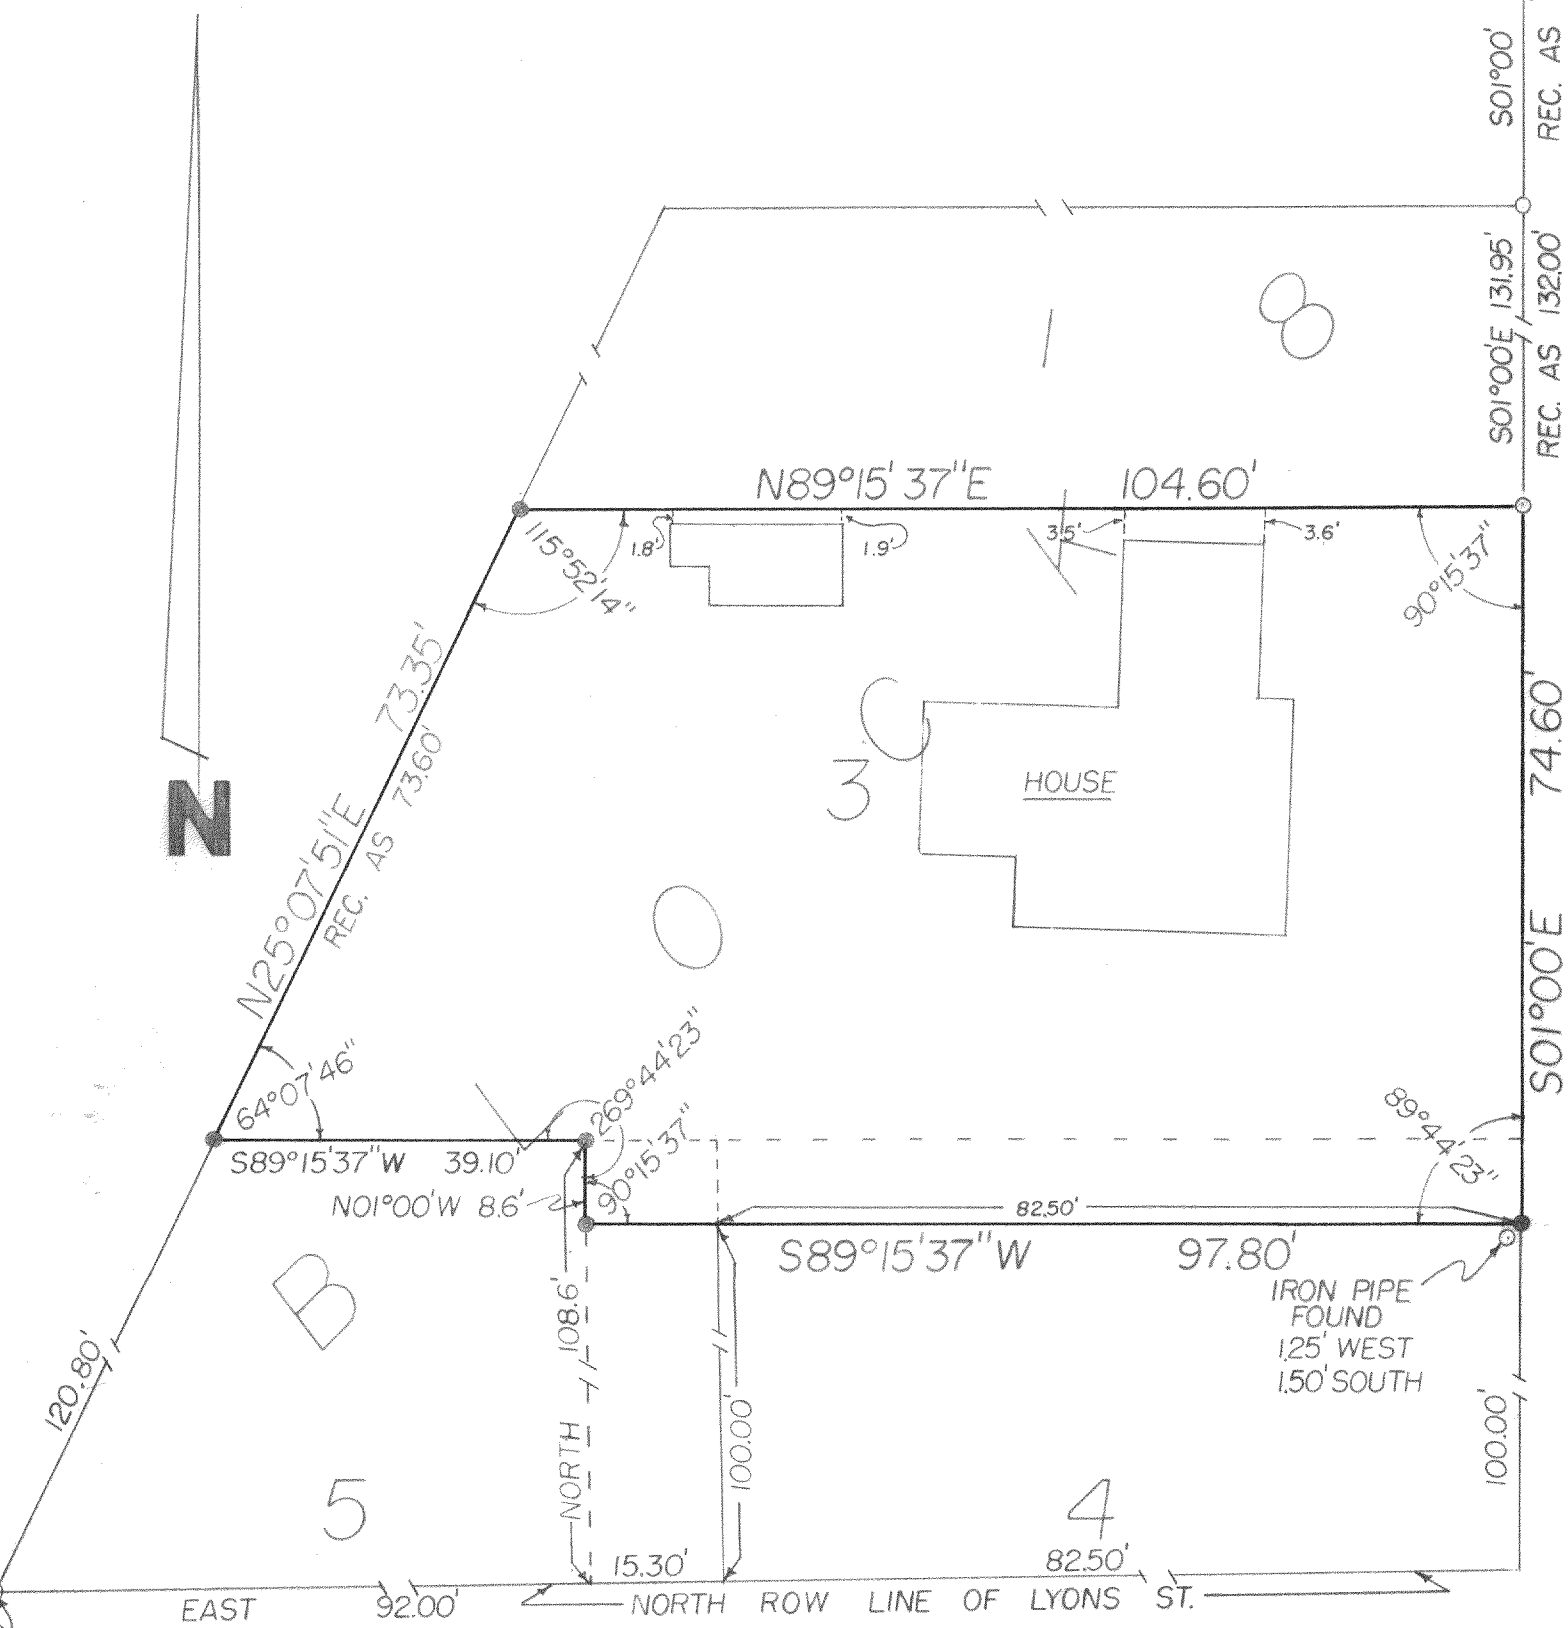 S01°00'
REC. AS
S01°00'E 131.95'
REC. AS 132.00'
8
1
N89°15'37"E 104.60'
1.8'
1.9'
3.5'
3.6'
115°52'14"
90°15'37"
N25°07'51"E 73.35'
REC. AS 73.60'
N
3
HOUSE
S01°00'E 74.60'
64°07'46"
269°44'23"
90°15'37"
89°44'23"
S89°15'37"W 39.10'
N01°00'W 8.6'
82.50'
S89°15'37"W 97.80'
IRON PIPE
FOUND
1.25' WEST
1.50' SOUTH
B
120.80'
NORTH 108.6'
100.00'
100.00'
5
4
15.30'
82.50'
EAST 92.00'
NORTH ROW LINE OF LYONS ST.